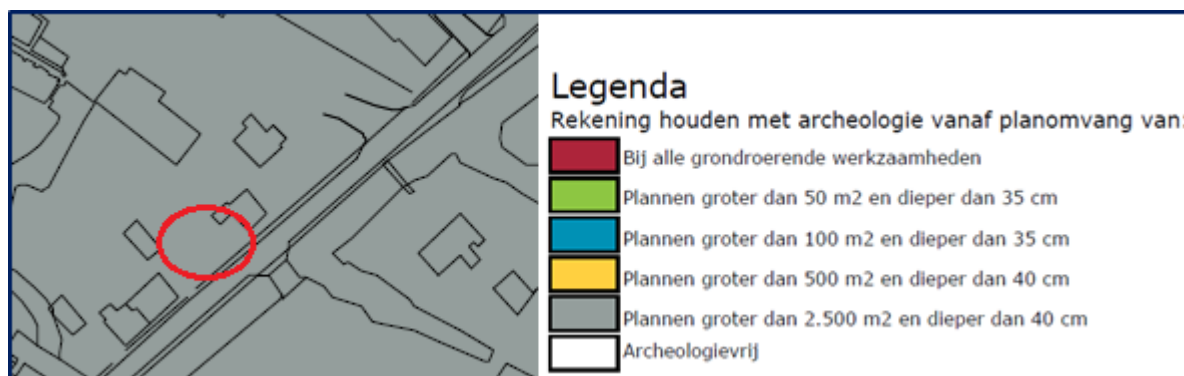 Legenda
Rekening houden met archeologie vanaf planomvang van:
Bij alle grondroerende werkzaamheden
Plannen groter dan 50 m2 en dieper dan 35 cm
Plannen groter dan 100 m2 en dieper dan 35 cm
Plannen groter dan 500 m2 en dieper dan 40 cm
Plannen groter dan 2.500 m2 en dieper dan 40 cm
Archeologievrij